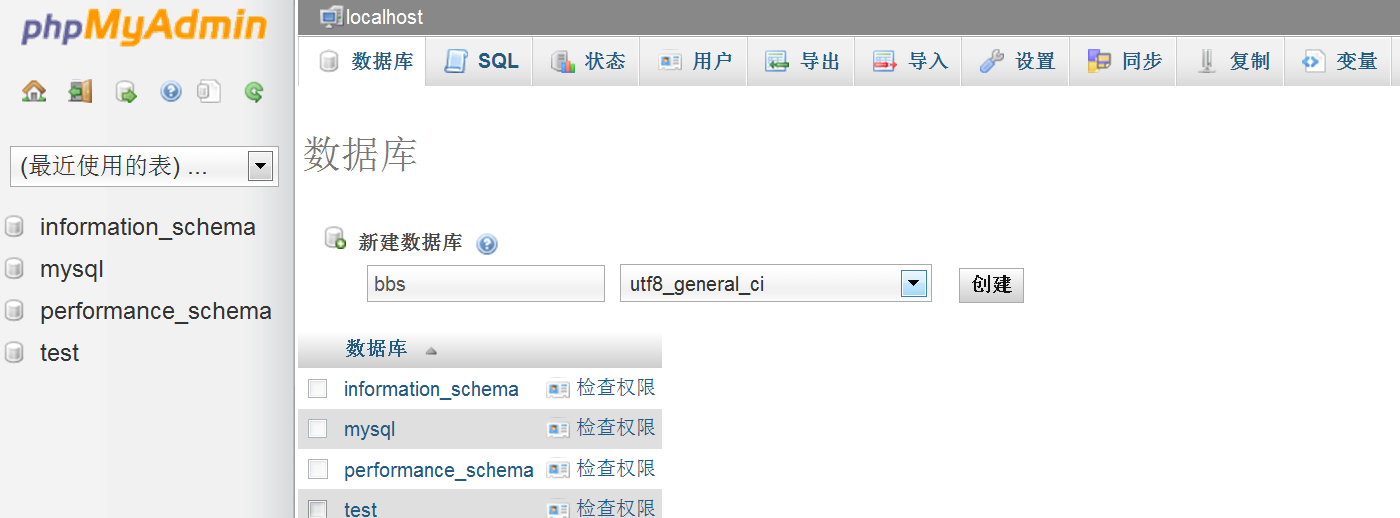 phpMyAdmin
(最近使用的表) ...
information_schema
mysql
performance_schema
test
localhost
数据库 SQL 状态 用户 导出 导入 设置 同步 复制 变量
数据库
新建数据库
bbs utf8_general_ci 创建
数据库
information_schema 检查权限
mysql 检查权限
performance_schema 检查权限
test 检查权限